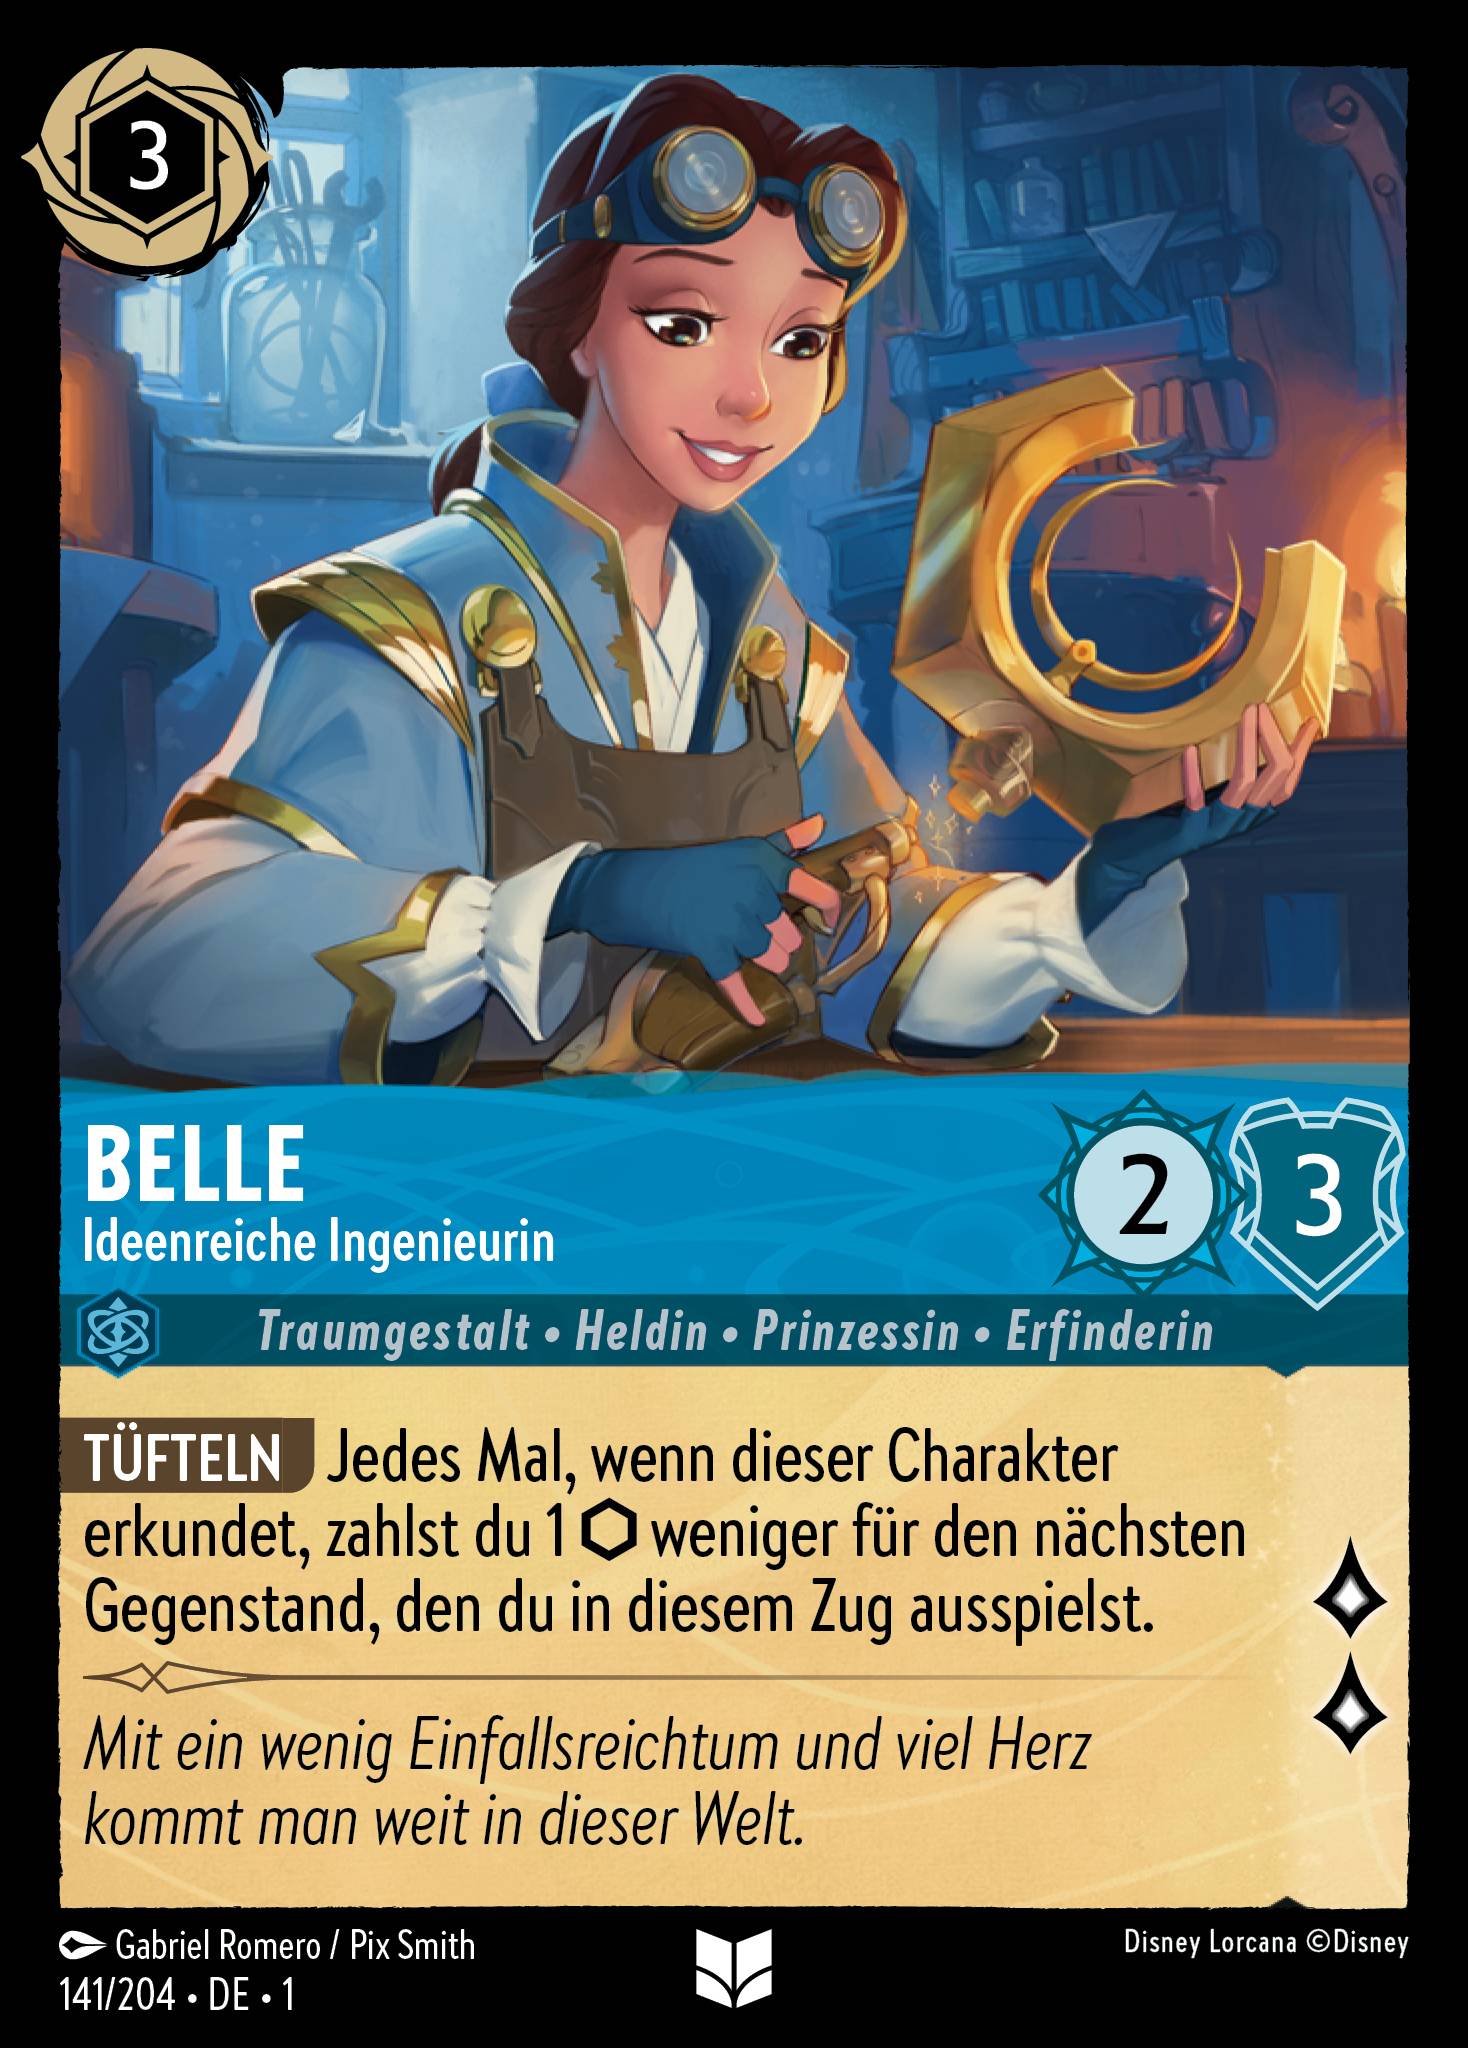 3
BELLE
Ideenreiche Ingenieurin
2 3
Traumgestalt • Heldin • Prinzessin • Erfinderin
TÜFTELN Jedes Mal, wenn dieser Charakter
erkundet, zahlst du 1 ⬡ weniger für den nächsten
Gegenstand, den du in diesem Zug ausspielst.
Mit ein wenig Einfallsreichtum und viel Herz
kommt man weit in dieser Welt.
Gabriel Romero / Pix Smith
Disney Lorcana ©Disney
141/204 • DE • 1